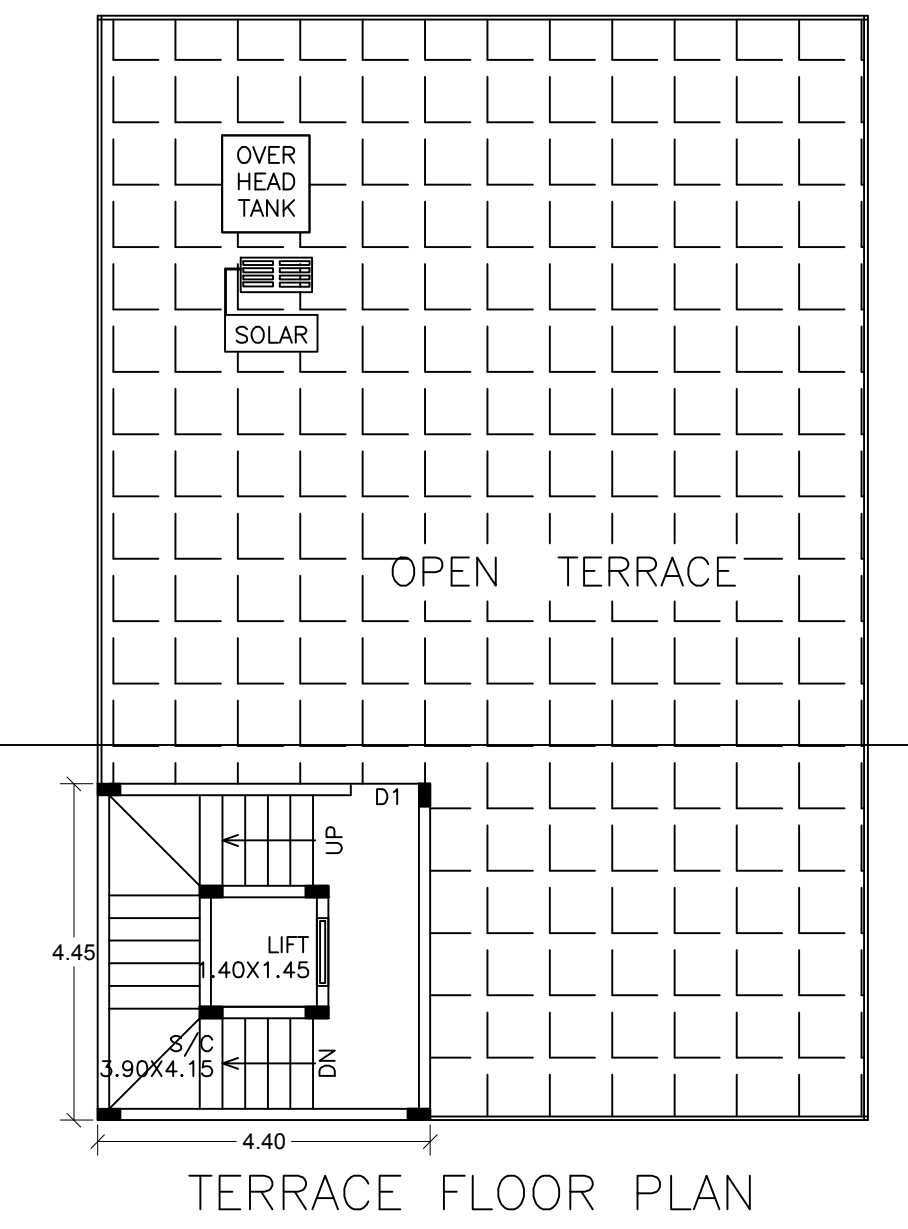 OVER
HEAD
TANK
SOLAR
OPEN TERRACE
D1
UP
4.45
LIFT
1.40X1.45
S/C
3.90X4.15
DN
4.40
TERRACE FLOOR PLAN